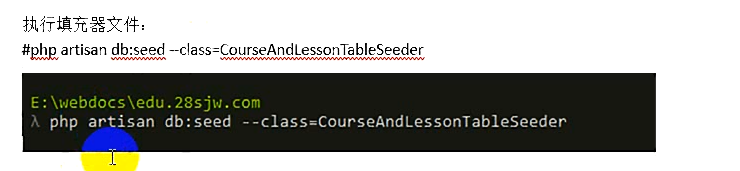 执行填充器文件：
#php artisan db:seed --class=CourseAndLessonTableSeeder
E:\webdocs\edu.28sjw.com
λ php artisan db:seed --class=CourseAndLessonTableSeeder